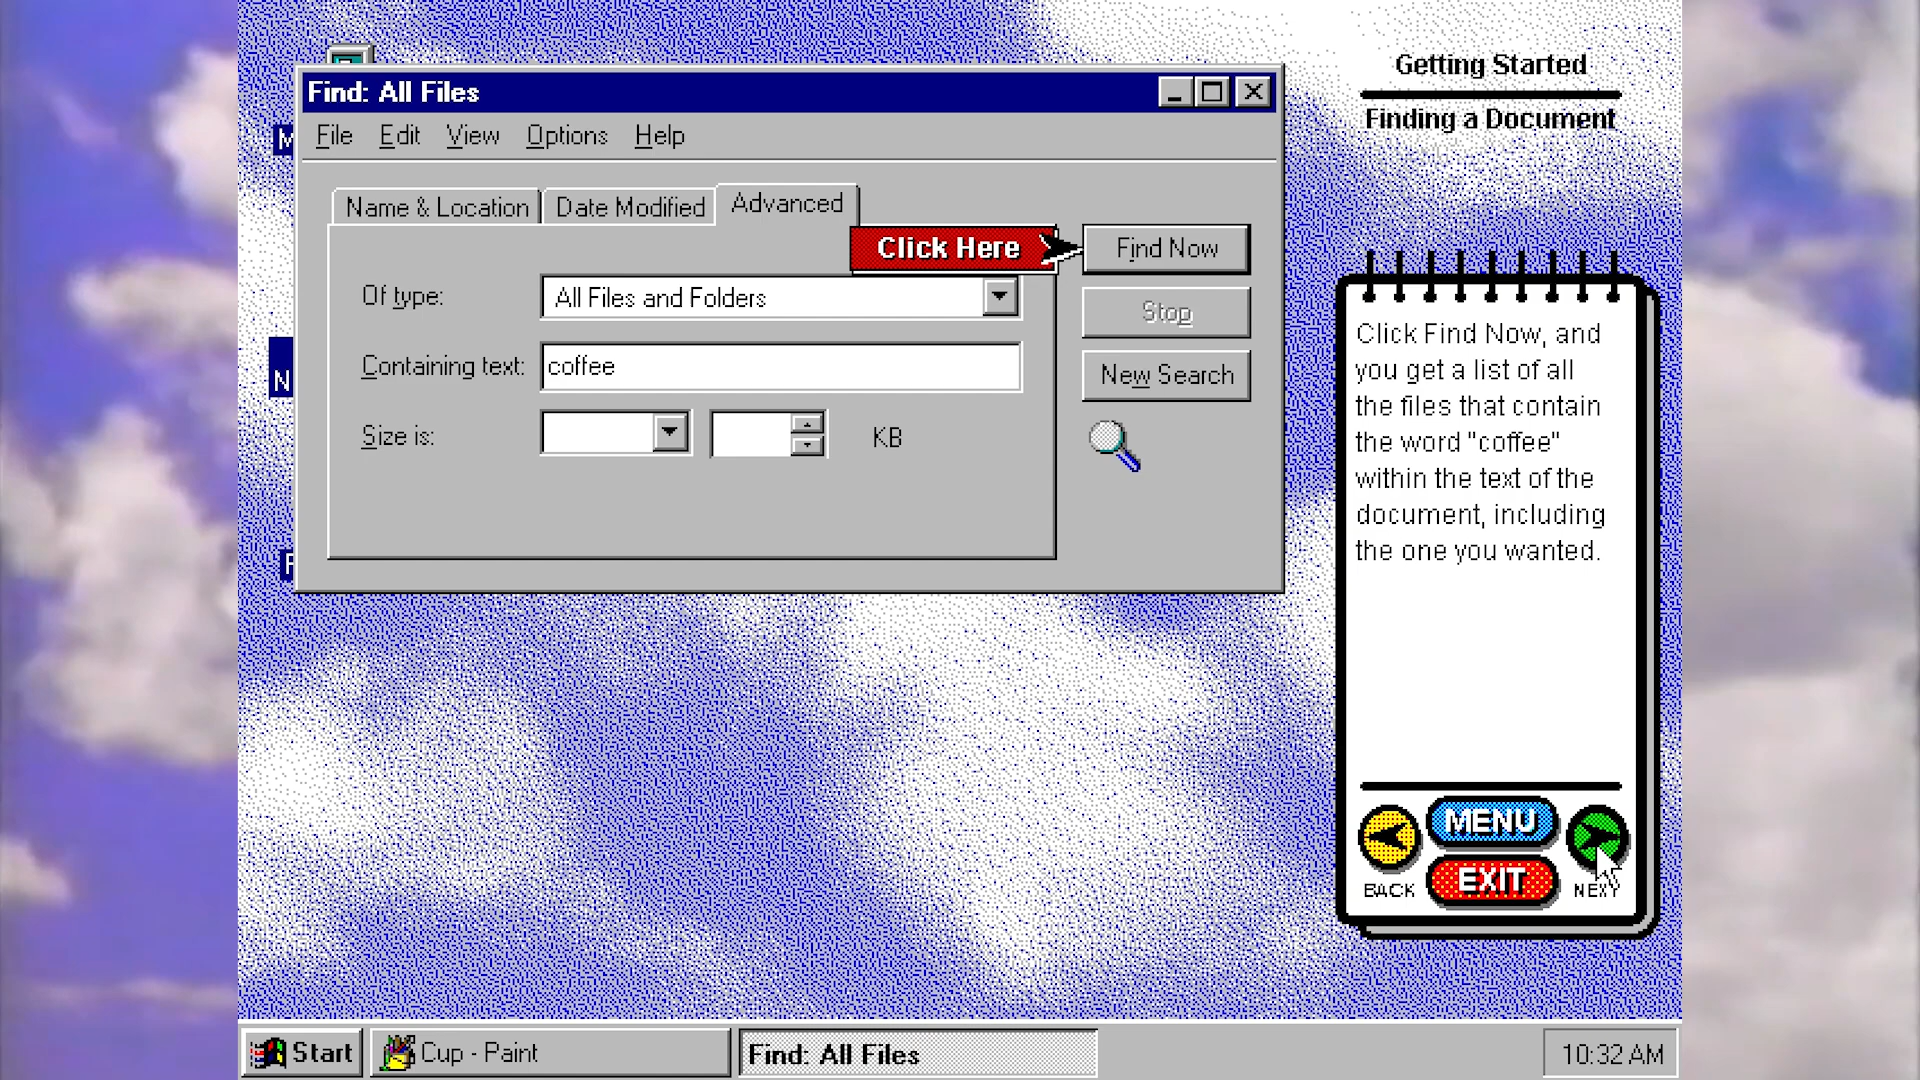 Getting Started
Finding a Document
Find: All Files
File Edit View Options Help
Name & Location Date Modified Advanced
Click Here Find Now
Of type: All Files and Folders
Stop
Containing text: coffee
New Search
Size is: KB
M
N
Click Find Now, and
you get a list of all
the files that contain
the word "coffee"
within the text of the
document, including
the one you wanted.
MENU
EXIT
BACK NEXT
Start Cup - Paint Find: All Files 10:32 AM